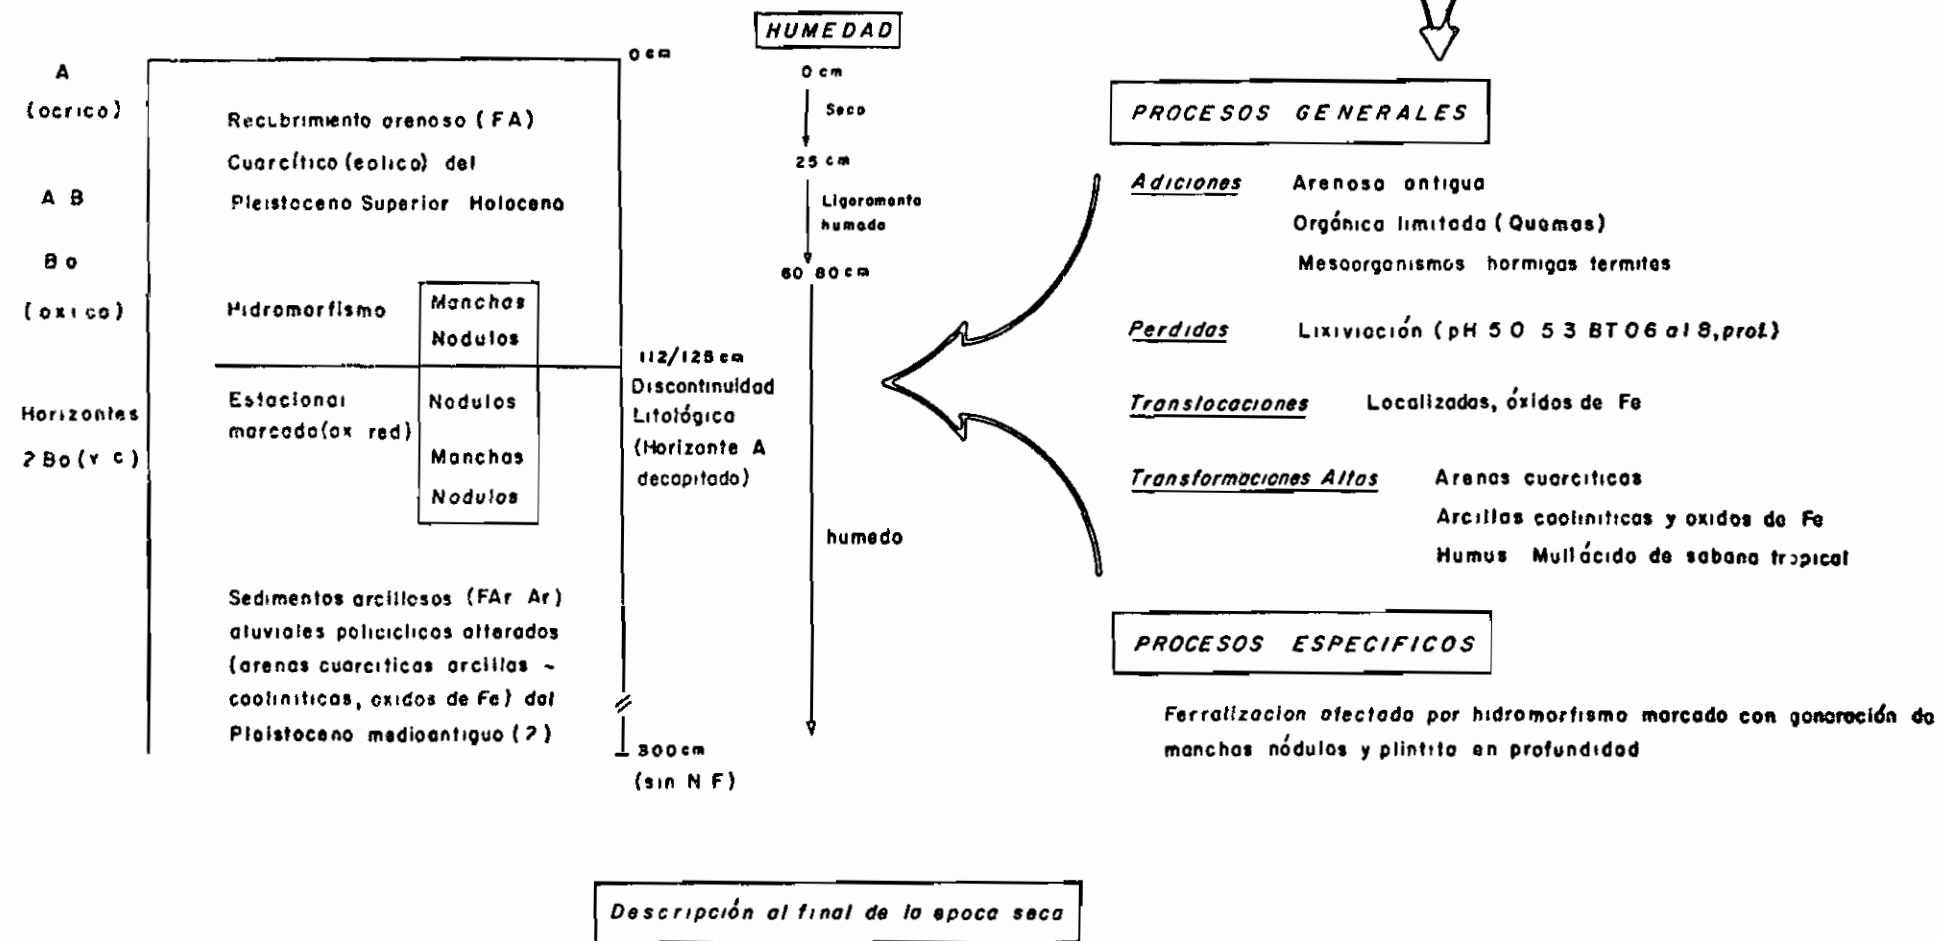 A
(ocrico)
A B
Bo
(oxico)
Horizontes
2 Bo (v c)
0 cm
Recubrimiento arenoso (FA)
Cuarcítico (eolico) del
Pleistoceno Superior Holoceno
Hidromorfismo
Manchas
Nodulos
Estacional
marcada (ox red)
Nodulos
Manchas
Nodulos
Sedimentos arcillosos (FAr Ar)
aluviales policiclicos alterados
(arenas cuarciticas arcillas ~
caoliniticas, oxidos de Fe) del
Pleistoceno medioantiguo (?)
112/128 cm
Discontinuidad
Litológica
(Horizonte A
decapitado)
300 cm
(sin N F)
HUMEDAD
0 cm
Seco
25 cm
Ligeramente
humedo
60 80 cm
humedo
PROCESOS GENERALES
Adiciones Arenosa antigua
Orgánica limitada (Quemas)
Mesoorganismos hormigas termites
Perdidas Lixiviación (pH 5 0 5 3 BT 0 6 a 1 8, prof.)
Translocaciones Localizadas, óxidos de Fe
Transformaciones Altas Arenas cuarciticas
Arcillas caoliniticas y oxidos de Fe
Humus Mull ácido de sabana tropical
PROCESOS ESPECIFICOS
Ferralizacion afectada por hidromorfismo marcado con generación de
manchas nódulos y plintita en profundidad
Descripción al final de la epoca seca